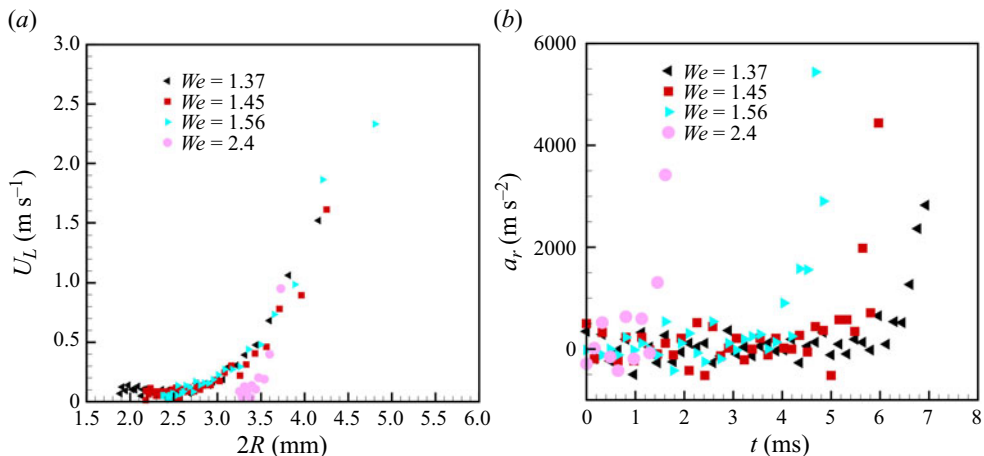 (a)
3.0
2.5
2.0
1.5
1.0
0.5
0
U_L (m s⁻¹)
We = 1.37
We = 1.45
We = 1.56
We = 2.4
1.5 2.0 2.5 3.0 3.5 4.0 4.5 5.0 5.5 6.0
2R (mm)
(b)
6000
4000
2000
0
a_r (m s⁻²)
We = 1.37
We = 1.45
We = 1.56
We = 2.4
0 1 2 3 4 5 6 7 8
t (ms)